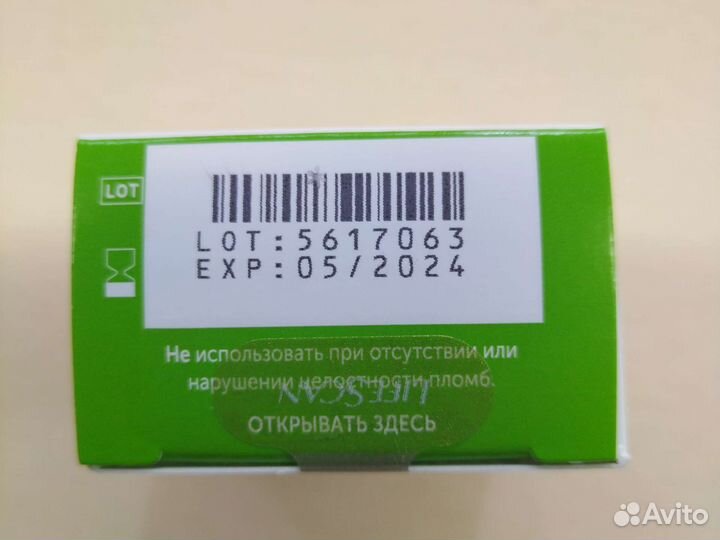 LOT
LOT:5617063
EXP:05/2024
Не использовать при отсутствии или
нарушении целостности пломб.
LIFESCAN
ОТКРЫВАТЬ ЗДЕСЬ
Avito